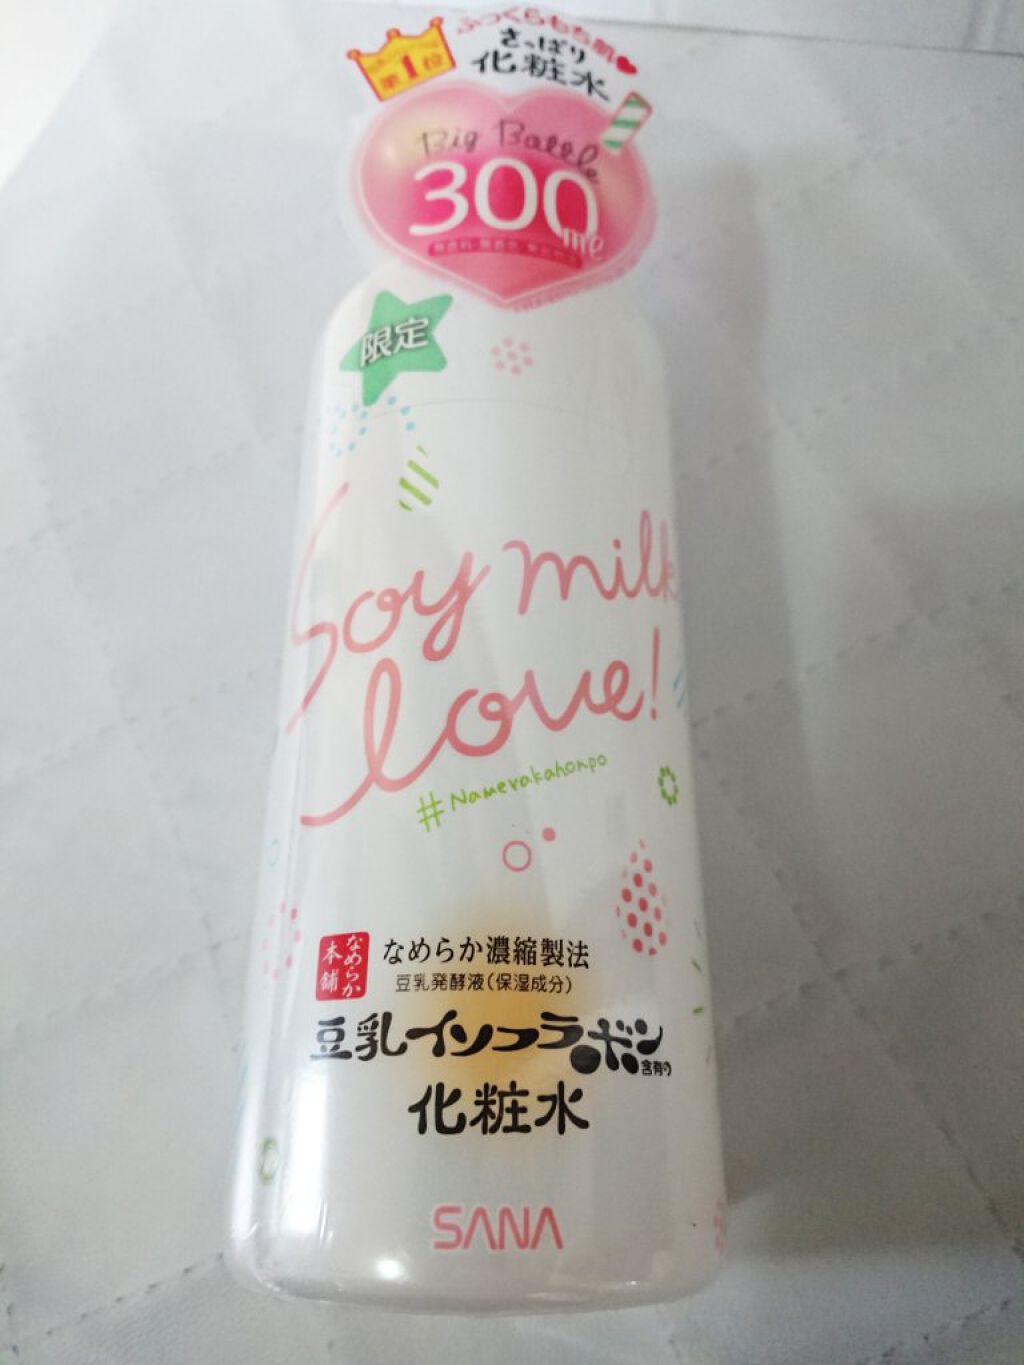 ふっくらもち肌♥
第1位
さっぱり
化粧水
Big Bottle
300ml
限定
Soy milk
love!
#Namerakahonpo
なめらか
本舗
なめらか濃縮製法
豆乳発酵液(保湿成分)
豆乳イソフラボン
含有の
化粧水
SANA